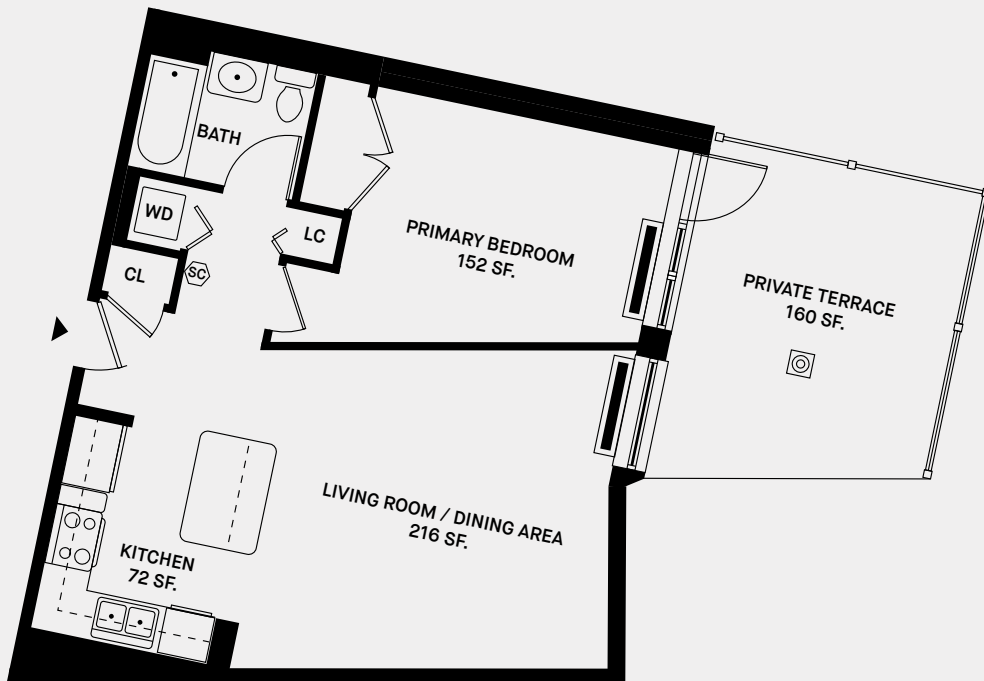 BATH
WD
LC
CL
SC
PRIMARY BEDROOM
152 SF.
PRIVATE TERRACE
160 SF.
LIVING ROOM / DINING AREA
216 SF.
KITCHEN
72 SF.